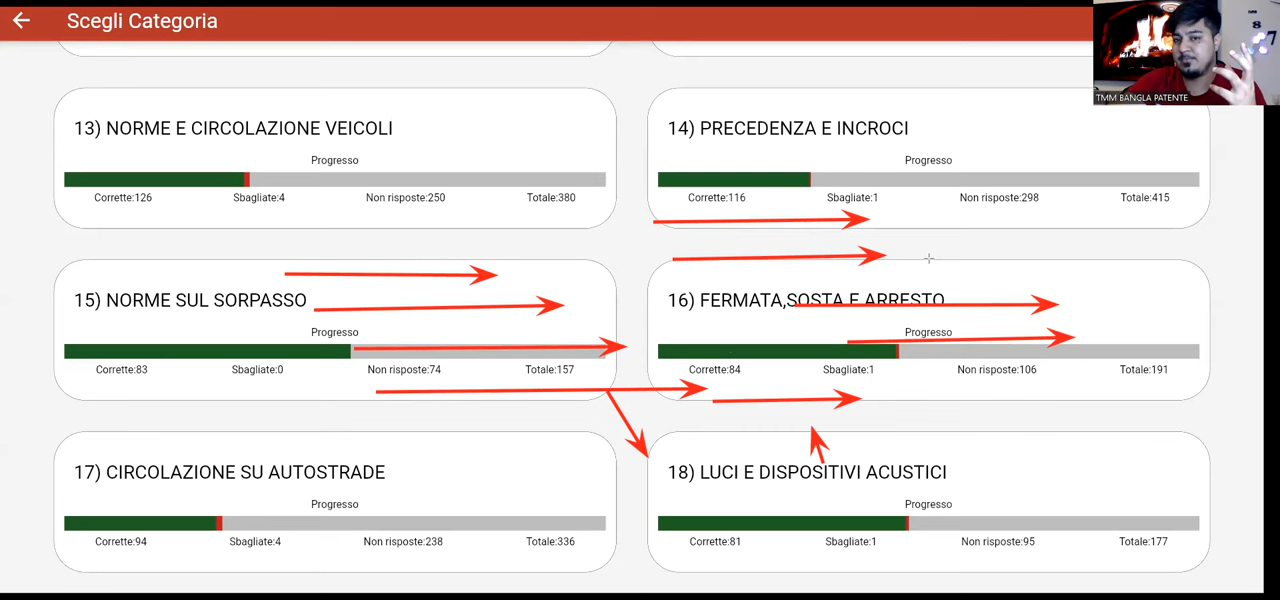 Scegli Categoria
8
7
TMM BANGLA PATENTE
13) NORME E CIRCOLAZIONE VEICOLI
Progresso
Corrette:126 Sbagliate:4 Non risposte:250 Totale:380
14) PRECEDENZA E INCROCI
Progresso
Corrette:116 Sbagliate:1 Non risposte:298 Totale:415
15) NORME SUL SORPASSO
Progresso
Corrette:83 Sbagliate:0 Non risposte:74 Totale:157
16) FERMATA,SOSTA E ARRESTO
Progresso
Corrette:84 Sbagliate:1 Non risposte:106 Totale:191
17) CIRCOLAZIONE SU AUTOSTRADE
Progresso
Corrette:94 Sbagliate:4 Non risposte:238 Totale:336
18) LUCI E DISPOSITIVI ACUSTICI
Progresso
Corrette:81 Sbagliate:1 Non risposte:95 Totale:177